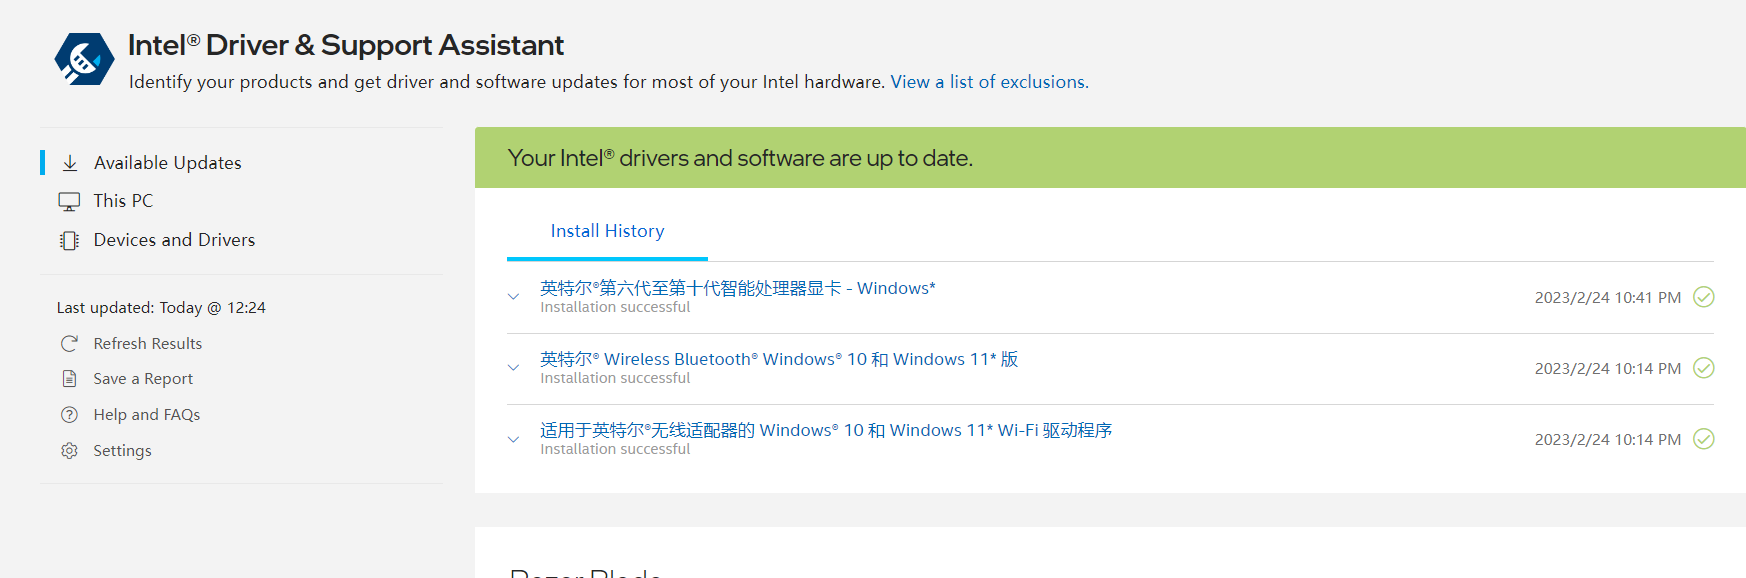 Intel® Driver & Support Assistant
Identify your products and get driver and software updates for most of your Intel hardware. View a list of exclusions.
Available Updates
This PC
Devices and Drivers
Last updated: Today @ 12:24
Refresh Results
Save a Report
Help and FAQs
Settings
Your Intel® drivers and software are up to date.
Install History
英特尔®第六代至第十代智能处理器显卡 - Windows*
Installation successful
2023/2/24 10:41 PM
英特尔® Wireless Bluetooth® Windows® 10 和 Windows 11* 版
Installation successful
2023/2/24 10:14 PM
适用于英特尔®无线适配器的 Windows® 10 和 Windows 11* Wi-Fi 驱动程序
Installation successful
2023/2/24 10:14 PM
Razer Blade